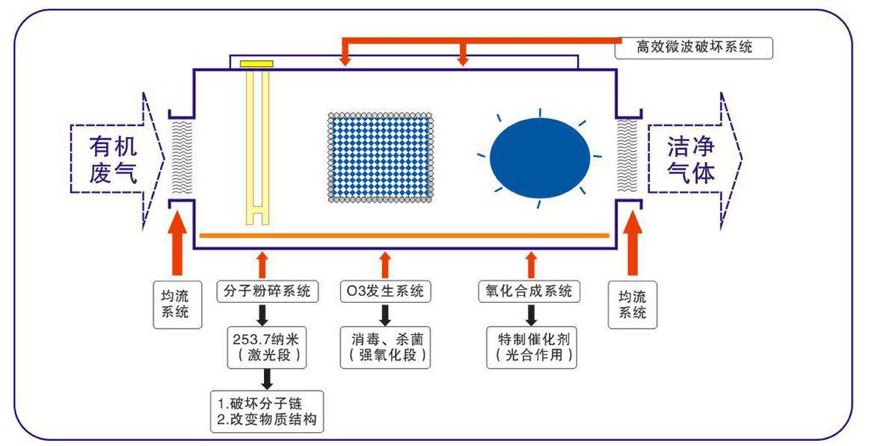 高效微波破坏系统
有机
废气
洁净
气体
均流
系统
分子粉碎系统
O3发生系统
氧化合成系统
均流
系统
253.7纳米
（激光段）
消毒、杀菌
（强氧化段）
特制催化剂
（光合作用）
1.破坏分子链
2.改变物质结构